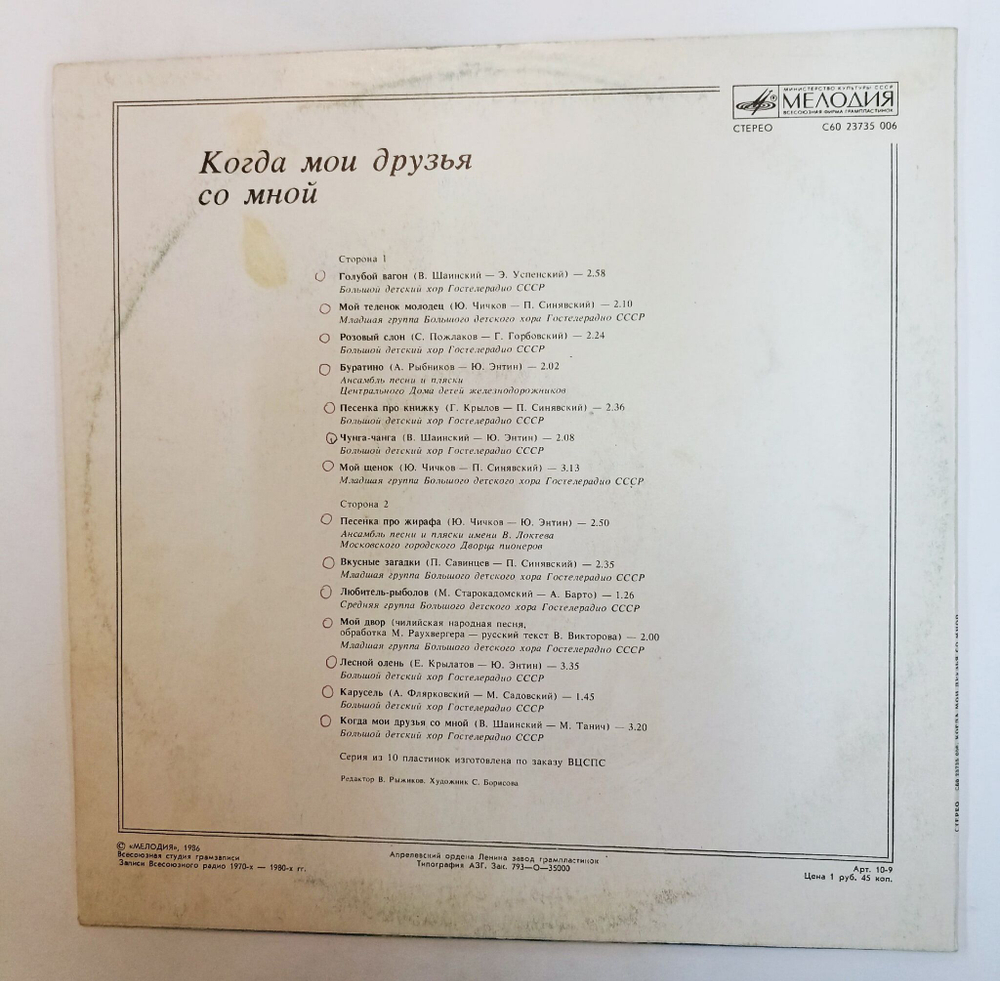 МИНИСТЕРСТВО КУЛЬТУРЫ СССР
МЕЛОДИЯ
ВСЕСОЮЗНАЯ ФИРМА ГРАМПЛАСТИНОК
СТЕРЕО С60 23735 006
Когда мои друзья
со мной
Сторона 1
Голубой вагон (В. Шаинский — Э. Успенский) — 2.58
Большой детский хор Гостелерадио СССР
Мой теленок молодец (Ю. Чичков — П. Синявский) — 2.10
Младшая группа Большого детского хора Гостелерадио СССР
Розовый слон (С. Пожлаков — Г. Горбовский) — 2.24
Большой детский хор Гостелерадио СССР
Буратино (А. Рыбников — Ю. Энтин) — 2.02
Ансамбль песни и пляски
Центрального Дома детей железнодорожников
Песенка про книжку (Г. Крылов — П. Синявский) — 2.36
Большой детский хор Гостелерадио СССР
Чунга-чанга (В. Шаинский — Ю. Энтин) — 2.08
Большой детский хор Гостелерадио СССР
Мой щенок (Ю. Чичков — П. Синявский) — 3.13
Младшая группа Большого детского хора Гостелерадио СССР
Сторона 2
Песенка про жирафа (Ю. Чичков — Ю. Энтин) — 2.50
Ансамбль песни и пляски имени В. Локтева
Московского городского Дворца пионеров
Вкусные загадки (П. Савинцев — П. Синявский) — 2.35
Младшая группа Большого детского хора Гостелерадио СССР
Любитель-рыболов (М. Старокадомский — А. Барто) — 1.26
Средняя группа Большого детского хора Гостелерадио СССР
Мой двор (чилийская народная песня,
обработка М. Раухвергера — русский текст В. Викторова) — 2.00
Младшая группа Большого детского хора Гостелерадио СССР
Лесной олень (Е. Крылатов — Ю. Энтин) — 3.35
Большой детский хор Гостелерадио СССР
Карусель (А. Флярковский — М. Садовский) — 1.45
Большой детский хор Гостелерадио СССР
Когда мои друзья со мной (В. Шаинский — М. Танич) — 3.20
Большой детский хор Гостелерадио СССР
Серия из 10 пластинок изготовлена по заказу ВЦСПС
Редактор В. Рыжиков. Художник С. Борисова
© «МЕЛОДИЯ», 1986
Всесоюзная студия грамзаписи
Записи Всесоюзного радио 1970-х — 1980-х гг.
Апрелевский ордена Ленина завод грампластинок
Типография АЗГ. Зак. 793—О—35000
Арт. 10-9
Цена 1 руб. 45 коп.
СТЕРЕО С60 23735 006 КОГДА МОИ ДРУЗЬЯ СО МНОЙ